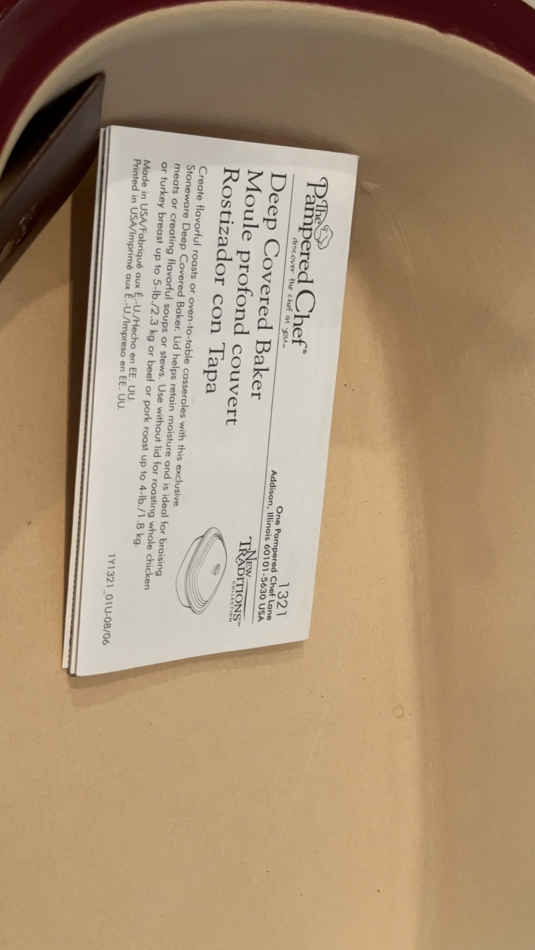 The
Pampered Chef®
discover the chef in you™
1321
One Pampered Chef Lane
Addison, Illinois 60101-5630 USA
Deep Covered Baker
Moule profond couvert
Rostizador con Tapa
NEW
TRADITIONS™
COLLECTION
Create flavorful roasts or oven-to-table casseroles with this exclusive
Stoneware Deep Covered Baker. Lid helps retain moisture and is ideal for braising
meats or creating flavorful soups or stews. Use without lid for roasting whole chicken
or turkey breast up to 5-lb./2.3 kg or beef or pork roast up to 4-lb./1.8 kg.
Made in USA/Fabriqué aux É.-U./Hecho en EE. UU.
Printed in USA/Imprimé aux É.-U./Impreso en EE. UU.
1Y1321_01U-08/06